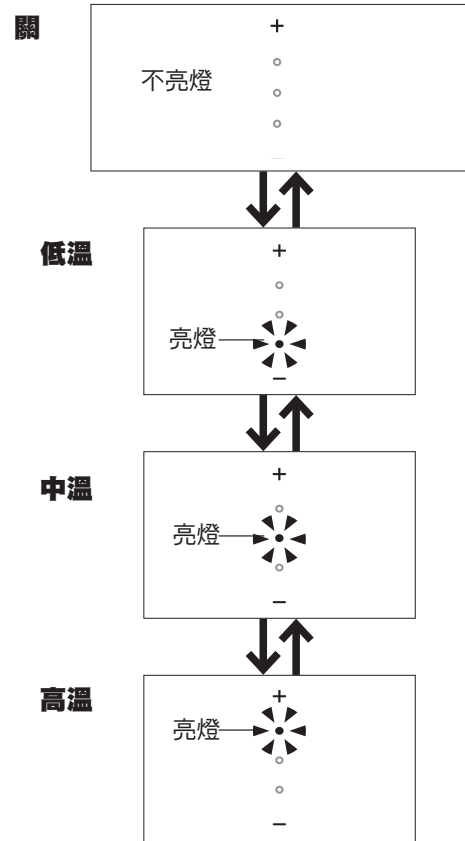 關
+
不亮燈
—
低溫
+
亮燈
—
中溫
+
亮燈
—
高溫
+
亮燈
—